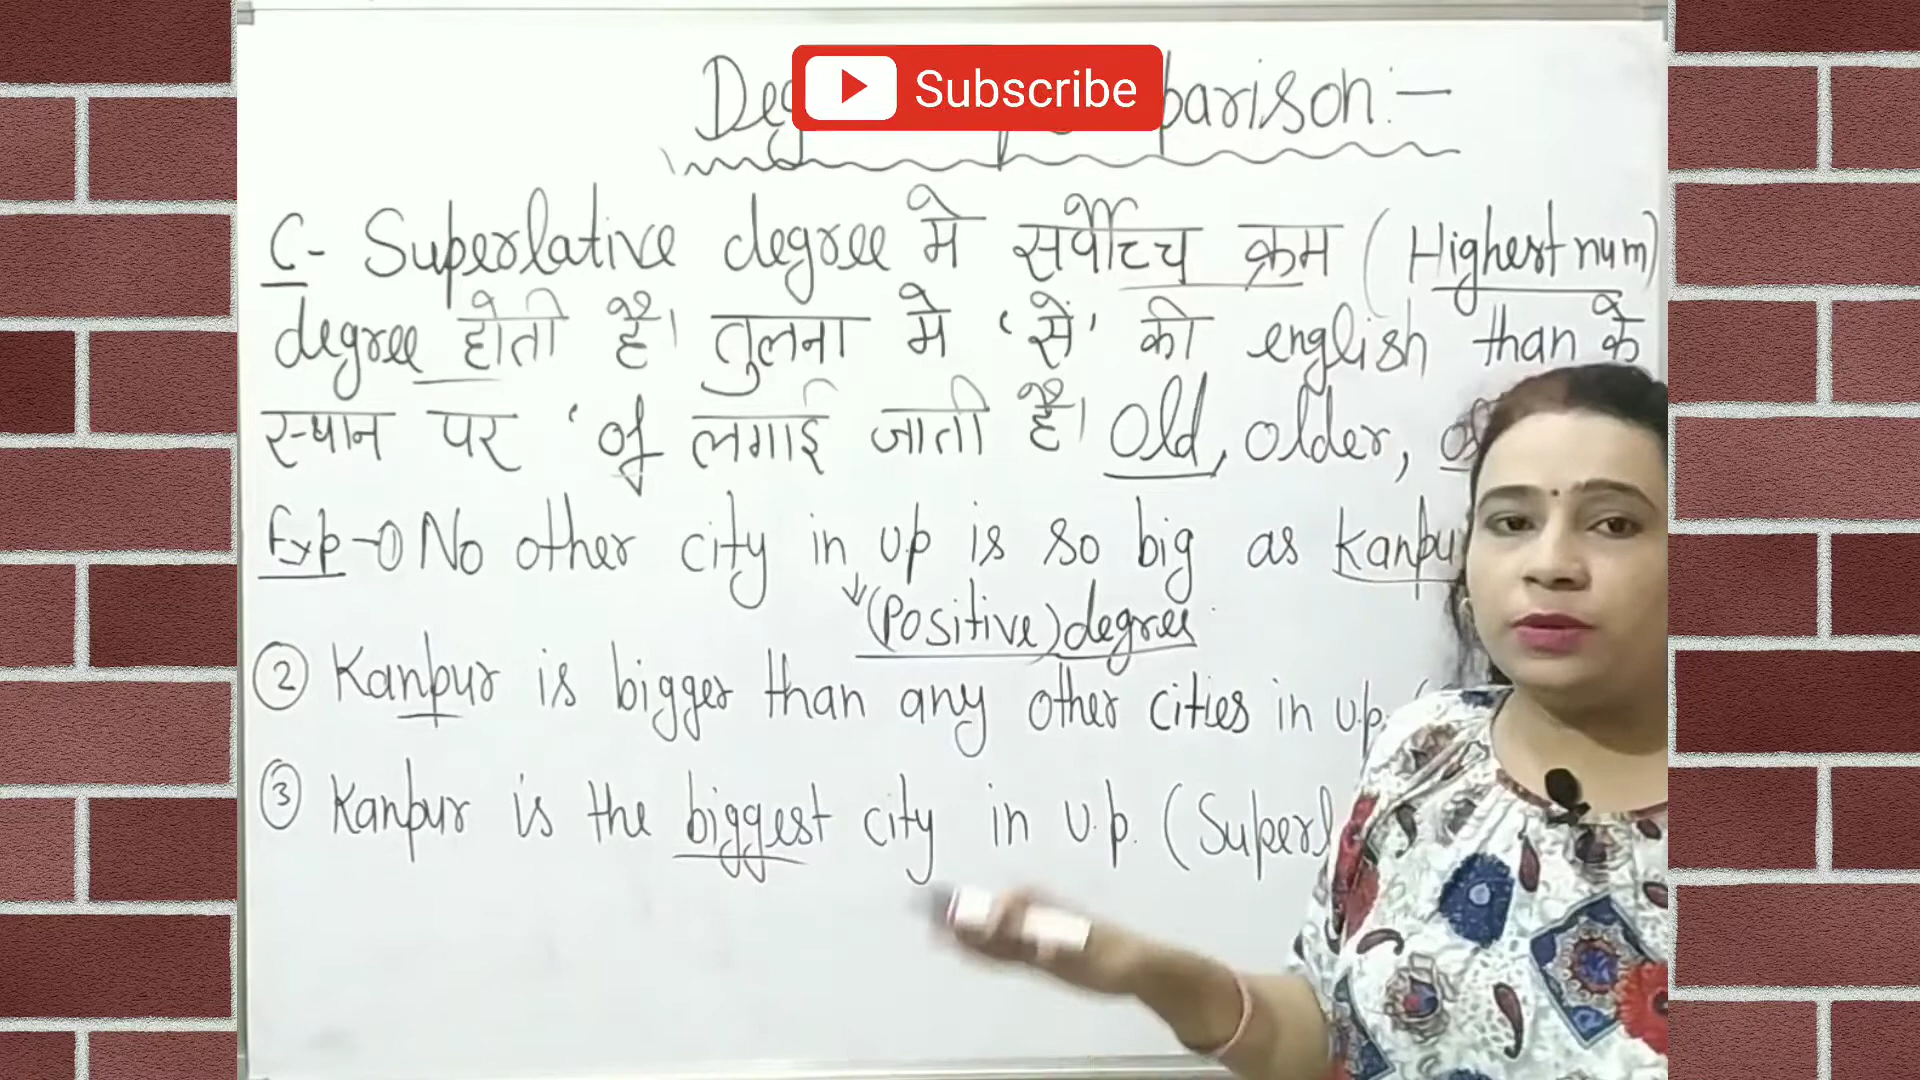 Subscribe
parison:-
C- Superlative degree मे सर्वोच्च क्रम (Highest num)
degree होती है। तुलना मे 'से' की english than के
स्थान पर 'of लगाई जाती है। Old, older,
Exp-① No other city in up is so big as Kanpu
(Positive) degree
② Kanpur is bigger than any other cities in u.p.
③ Kanpur is the biggest city in u.p. (Superl